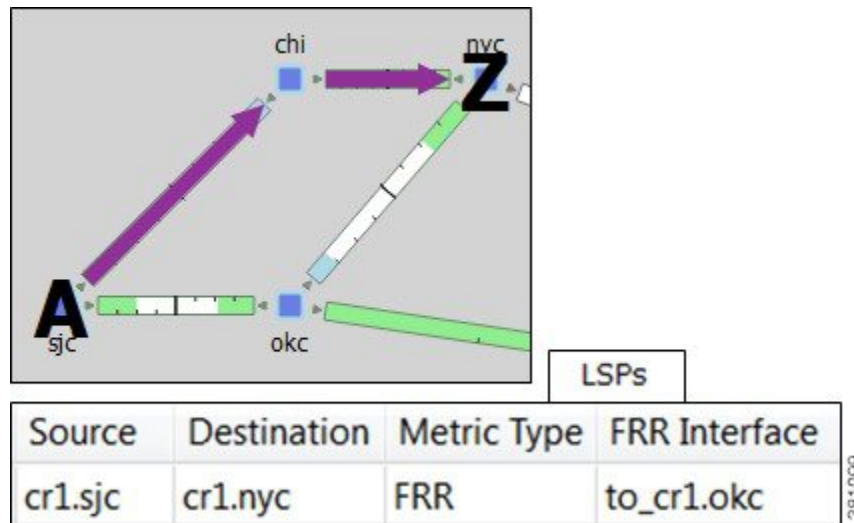 chi
nyc
Z
A
sjc
okc
LSPs
Source Destination Metric Type FRR Interface
cr1.sjc cr1.nyc FRR to_cr1.okc